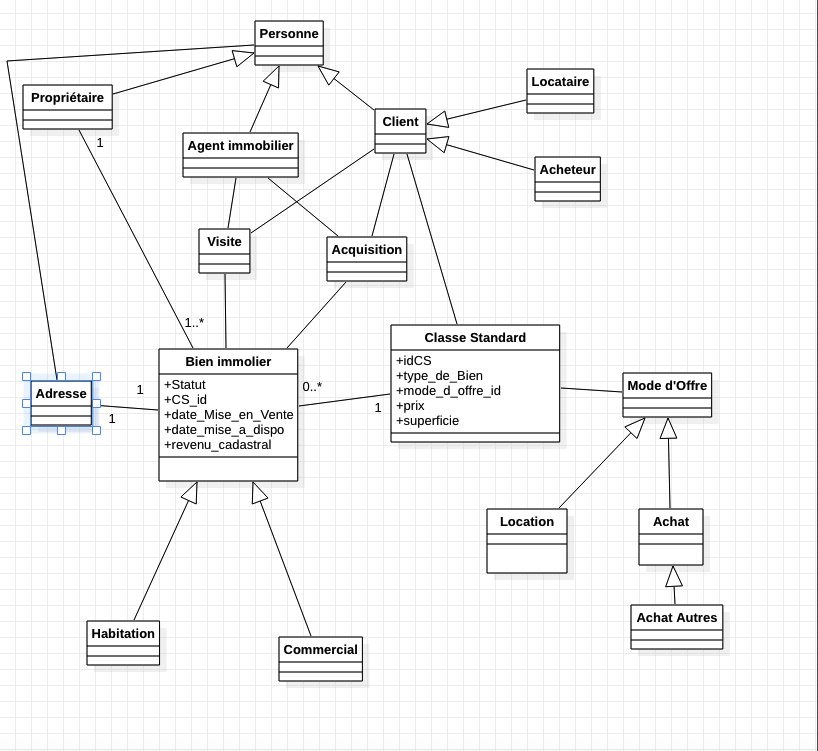 Personne
Locataire
Propriétaire
Client
1
Agent immobilier
Acheteur
Visite
Acquisition
1..*
Classe Standard
+idCS
+type_de_Bien
+mode_d_offre_id
+prix
+superficie
Bien immolier
+Statut
+CS_id
+date_Mise_en_Vente
+date_mise_a_dispo
+revenu_cadastral
Adresse
1
1
0..*
1
Mode d'Offre
Location
Achat
Achat Autres
Habitation
Commercial